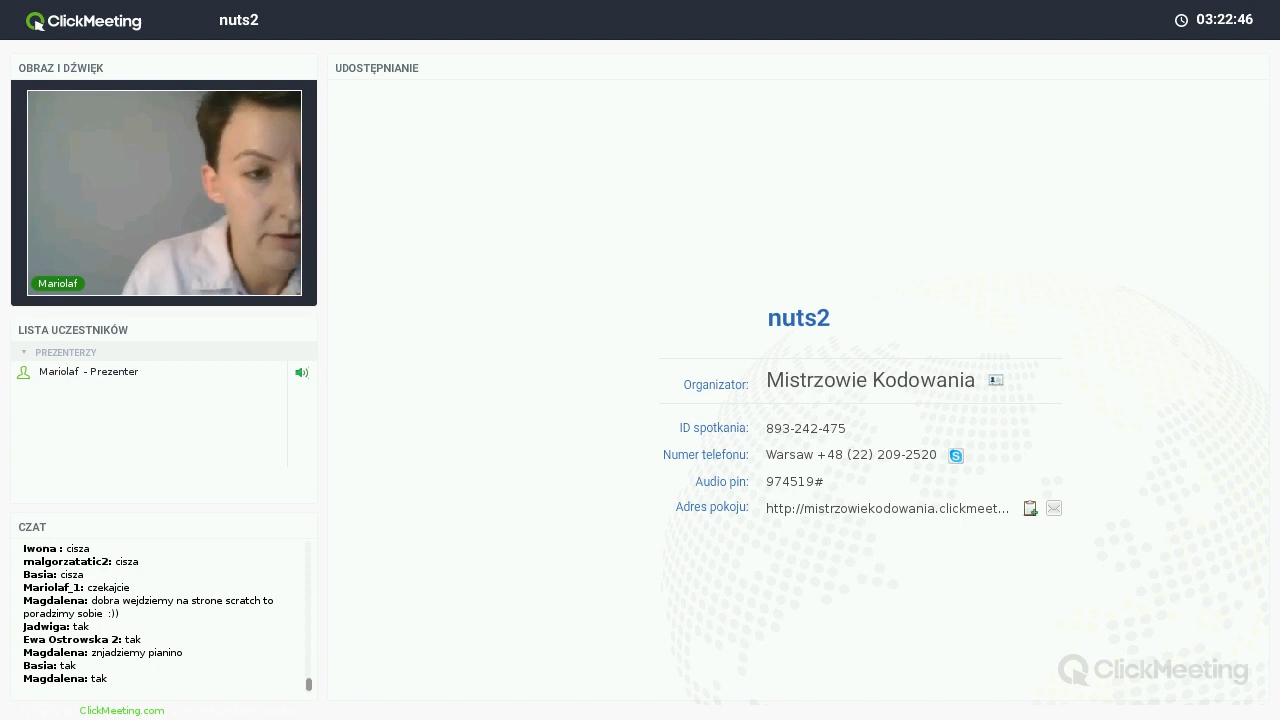 ClickMeeting
nuts2
03:22:46
OBRAZ I DŹWIĘK
Mariolaf
LISTA UCZESTNIKÓW
PREZENTERZY
Mariolaf - Prezenter
CZAT
Iwona : cisza
malgorzatatic2: cisza
Basia: cisza
Mariolaf_1: czekajcie
Magdalena: dobra wejdziemy na strone scratch to
poradzimy sobie :))
Jadwiga: tak
Ewa Ostrowska 2: tak
Magdalena: znjadziemy pianino
Basia: tak
Magdalena: tak
ClickMeeting.com
UDOSTĘPNIANIE
nuts2
Organizator: Mistrzowie Kodowania
ID spotkania: 893-242-475
Numer telefonu: Warsaw +48 (22) 209-2520
Audio pin: 974519#
Adres pokoju: http://mistrzowiekodowania.clickmeet...
ClickMeeting